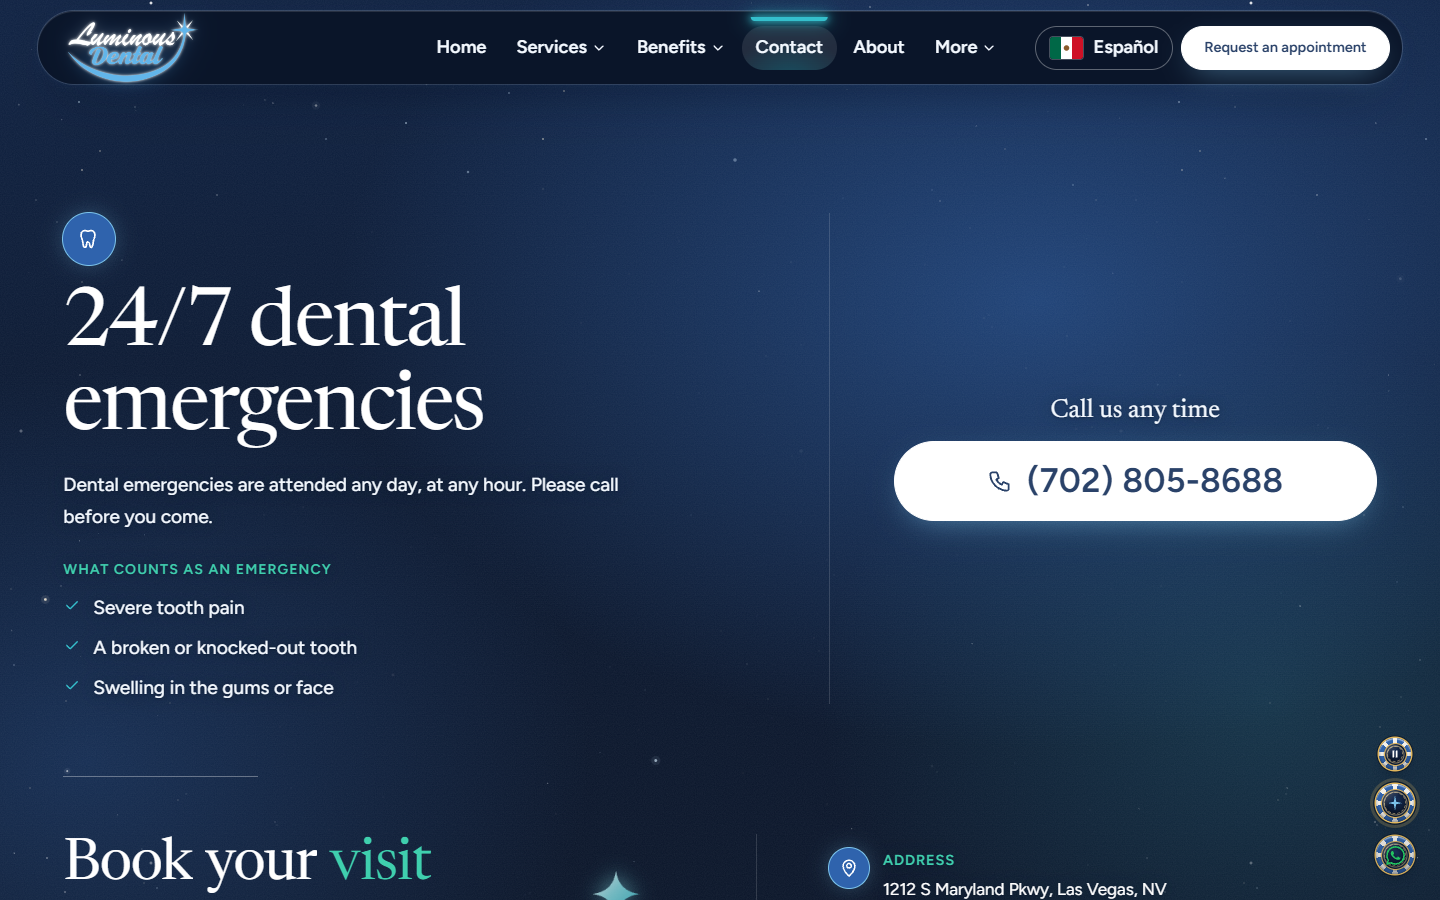 Luminous
Dental
Home
Services
Benefits
Contact
About
More
Español
Request an appointment
24/7 dental
emergencies
Dental emergencies are attended any day, at any hour. Please call
before you come.
WHAT COUNTS AS AN EMERGENCY
Severe tooth pain
A broken or knocked-out tooth
Swelling in the gums or face
Call us any time
(702) 805-8688
Book your visit
ADDRESS
1212 S Maryland Pkwy, Las Vegas, NV